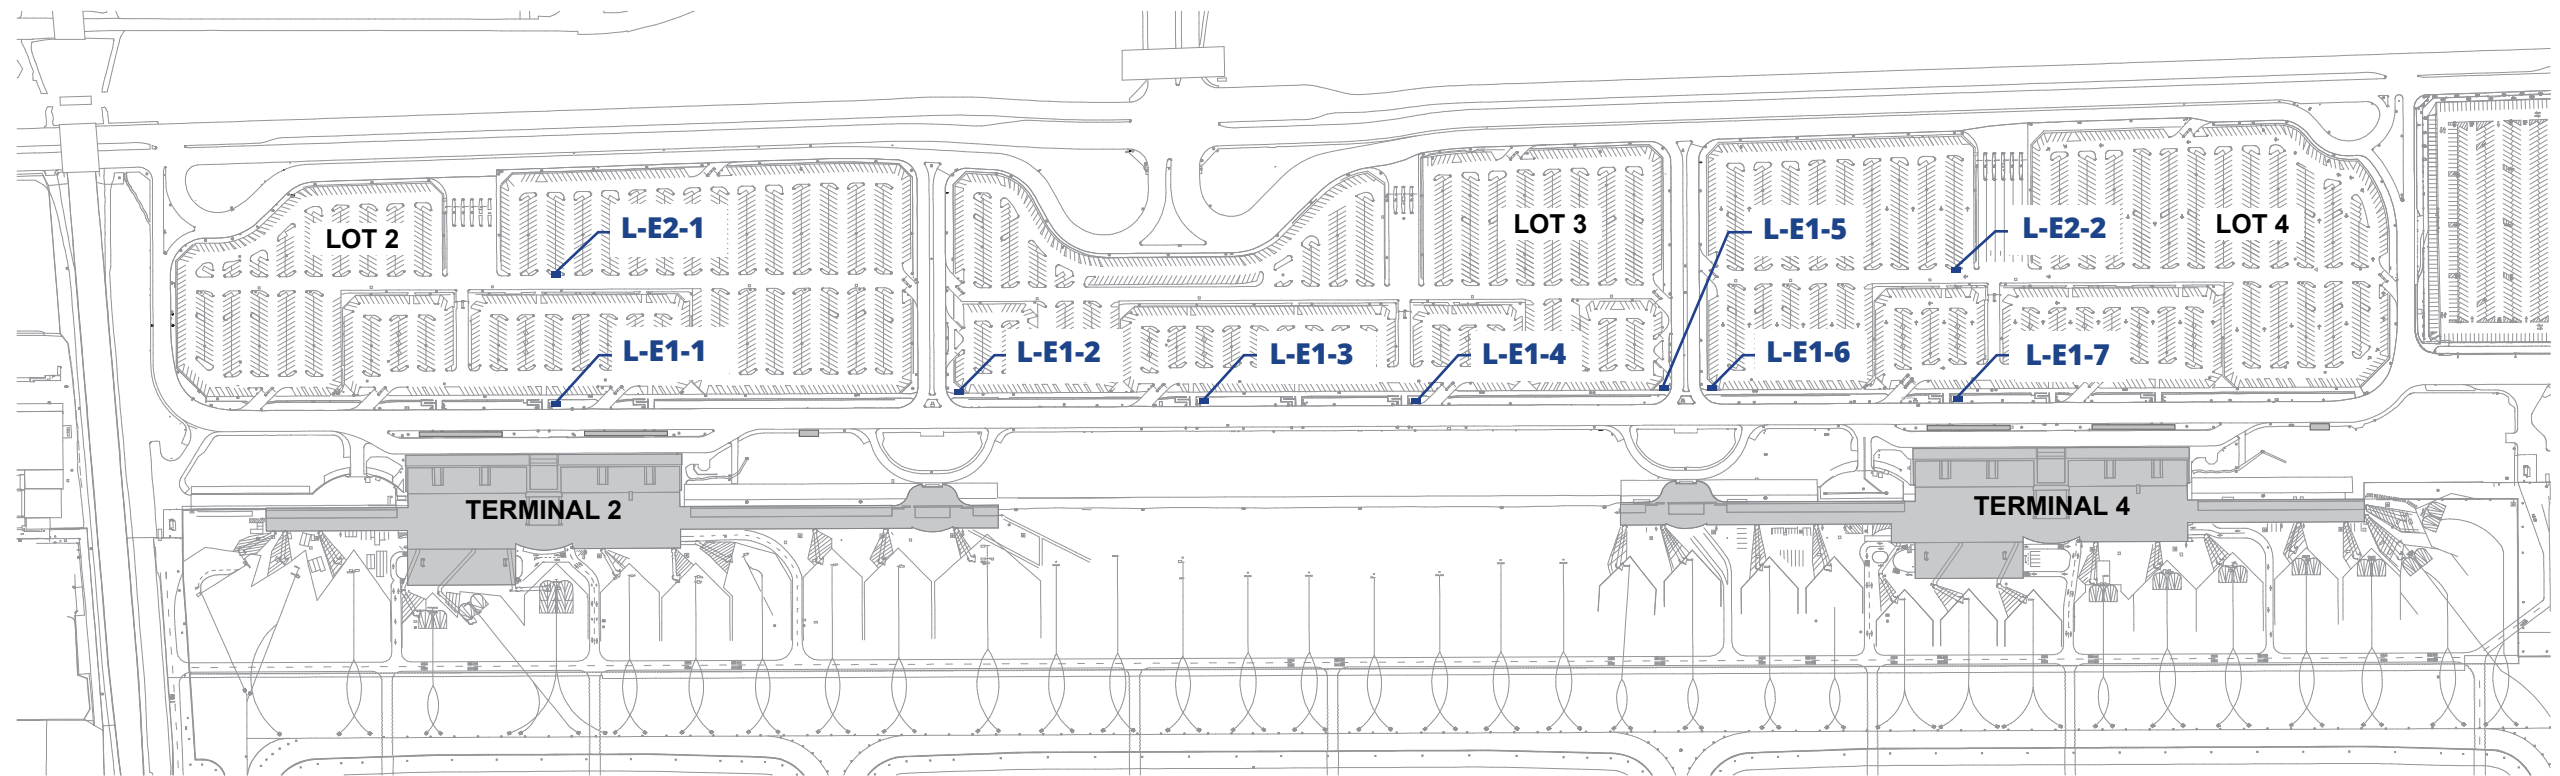 LOT 2
L-E2-1
LOT 3
L-E1-5
L-E2-2
LOT 4
L-E1-1
L-E1-2
L-E1-3
L-E1-4
L-E1-6
L-E1-7
TERMINAL 2
TERMINAL 4